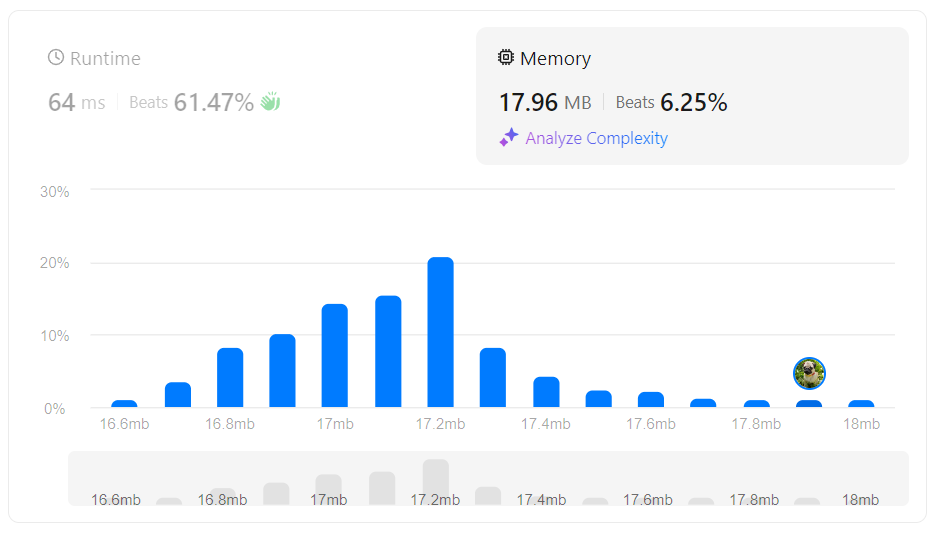 Runtime
64 ms Beats 61.47%
Memory
17.96 MB Beats 6.25%
Analyze Complexity
30%
20%
10%
0%
16.6mb 16.8mb 17mb 17.2mb 17.4mb 17.6mb 17.8mb 18mb
16.6mb 16.8mb 17mb 17.2mb 17.4mb 17.6mb 17.8mb 18mb